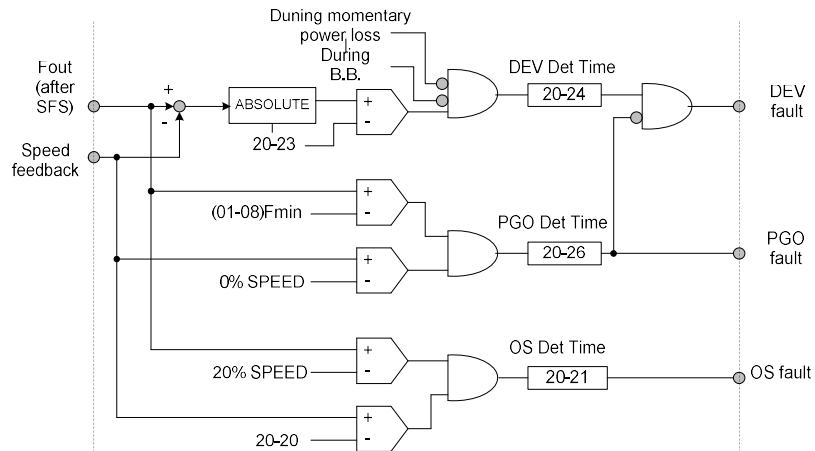 Duning momentary
power loss
During
B.B.
DEV Det Time
Fout
(after
SFS)
+
-
ABSOLUTE
+
-
20-24
DEV
fault
20-23
Speed
feedback
+
-
(01-08)Fmin
PGO Det Time
PGO
fault
20-26
+
-
0% SPEED
+
-
20% SPEED
OS Det Time
20-21
OS fault
+
-
20-20